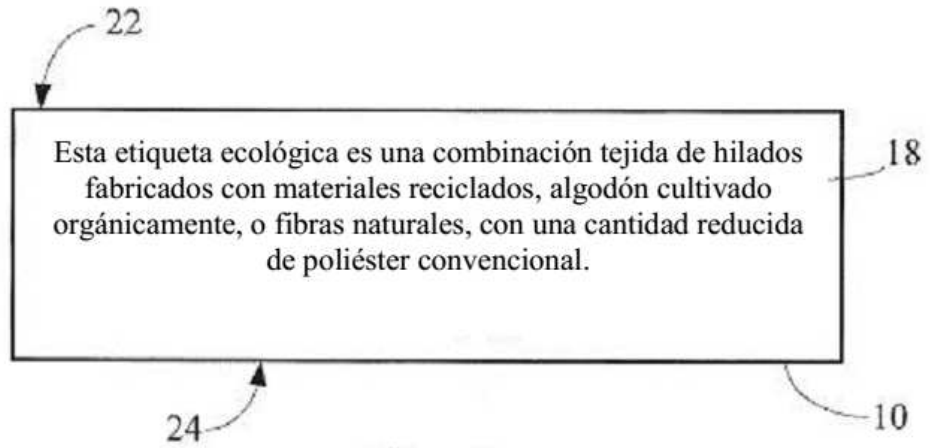 22
Esta etiqueta ecológica es una combinación tejida de hilados
18
fabricados con materiales reciclados, algodón cultivado
orgánicamente, o fibras naturales, con una cantidad reducida
de poliéster convencional.
24
10